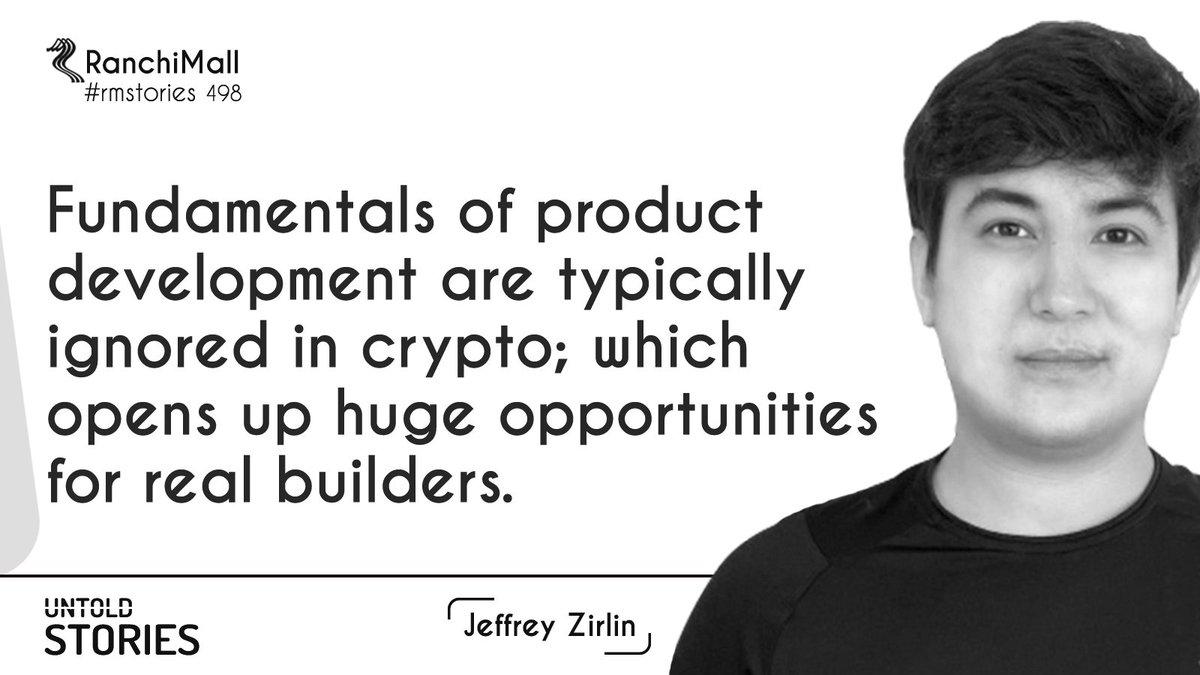 RanchiMall
#rmstories 498
Fundamentals of product
development are typically
ignored in crypto; which
opens up huge opportunities
for real builders.
UNTOLD
STORIES
Jeffrey Zirlin